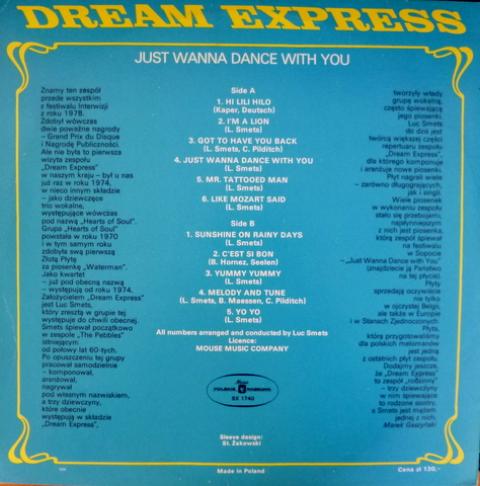 DREAM EXPRESS
JUST WANNA DANCE WITH YOU
Znamy ten zespół
przede wszystkim
z festiwalu Interwizji
z roku 1978.
Zdobył wówczas
dwie poważne nagrody
– Grand Prix du Disque
i Nagrodę Publiczności.
Ale nie była to pierwsza
wizyta zespołu
„Dream Express”
w naszym kraju – był u nas
już raz w roku 1974,
w nieco innym składzie
– jako dziewczęce
trio wokalne,
występujące wówczas
pod nazwą „Hearts of Soul”.
Grupa „Hearts of Soul”
powstała w roku 1970
i w tym samym roku
zdobyła swą pierwszą
Złotą Płytę
za piosenkę „Waterman”.
Jako kwartet
– już pod obecną nazwą
– występują od roku 1974.
Założycielem „Dream Express”
jest Luc Smets,
który zresztą w grupie tej
występuje do chwili obecnej.
Smets śpiewał początkowo
w zespole „The Pebbles”
istniejącym
od połowy lat 60-tych.
Po opuszczeniu tej grupy
pracował samodzielnie
– komponował,
aranżował,
nagrywał
pod własnym nazwiskiem,
a trzy dziewczyny,
które obecnie
występują w składzie
„Dream Express”,
Side A
1. HI LILI HILO
(Kaper, Deutsch)
2. I'M A LION
(L. Smets)
3. GOT TO HAVE YOU BACK
(L. Smets, C. Pilditch)
4. JUST WANNA DANCE WITH YOU
(L. Smets)
5. MR. TATTOOED MAN
(L. Smets)
6. LIKE MOZART SAID
(L. Smets)
Side B
1. SUNSHINE ON RAINY DAYS
(L. Smets)
2. C'EST SI BON
(B. Hornez, Seelen)
3. YUMMY YUMMY
(L. Smets)
4. MELODY AND TUNE
(L. Smets, B. Maessen, C. Pilditch)
5. YO YO
(L. Smets)
All numbers arranged and conducted by Luc Smets
Licence:
MOUSE MUSIC COMPANY
POLSKIE NAGRANIA
SX 1740
Sleeve design:
St. Żakowski
tworzyły władny
grupę wokalną,
często śpiewającą
jego piosenki.
Luc Smets
do dziś jest
twórcą większej części
repertuaru zespołu
„Dream Express”,
dla którego komponuje
i aranżuje nowe piosenki.
Płyt nagrali wiele
– zarówno długogrających,
jak i singli.
Wiele piosenek
w wykonaniu zespołu
stało się przebojami,
najsłynniejszym
z nich jest piosenka,
którą zespół śpiewał
na festiwalu
w Sopocie
– „Just Wanna Dance with You”
(znajdziecie ją Państwo
na tej płycie).
Płyty
sprzedają oczywiście
nie tylko
w ojczystej Belgii,
ale także w Europie
i w Stanach Zjednoczonych.
Płyta,
którą przygotowaliśmy
dla polskich melomanów
jest jedną
z ostatnich płyt zespołu.
Dodajmy jeszcze,
że „Dream Express”
to zespół „rodzinny”
– bo trzy dziewczyny
w nim śpiewające
to rodzone siostry,
a Smets jest mężem
jednej z nich.
Marek Gaszyński
Made in Poland
Cena zł 130,–